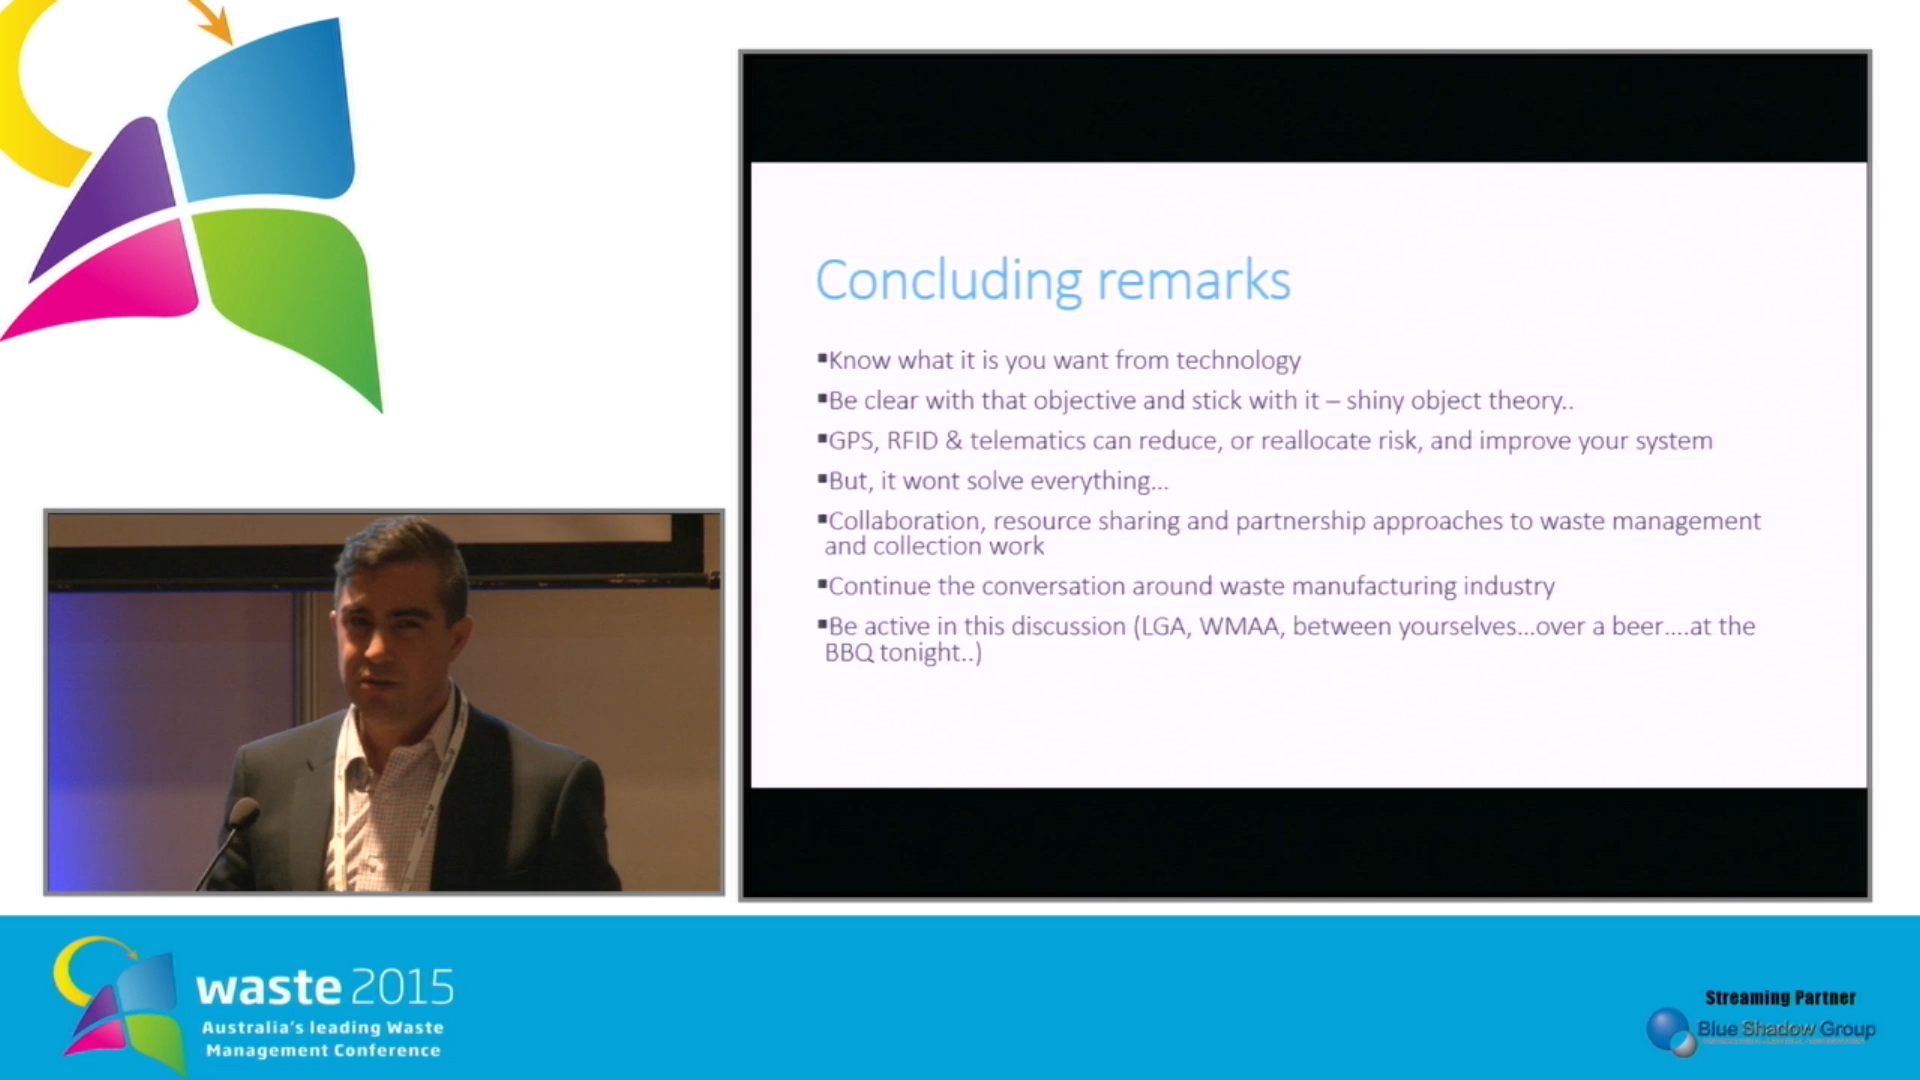 Concluding remarks
▪Know what it is you want from technology
▪Be clear with that objective and stick with it – shiny object theory..
▪GPS, RFID & telematics can reduce, or reallocate risk, and improve your system
▪But, it wont solve everything...
▪Collaboration, resource sharing and partnership approaches to waste management
and collection work
▪Continue the conversation around waste manufacturing industry
▪Be active in this discussion (LGA, WMAA, between yourselves...over a beer....at the
BBQ tonight..)
waste 2015
Australia's leading Waste
Management Conference
Streaming Partner
Blue Shadow Group